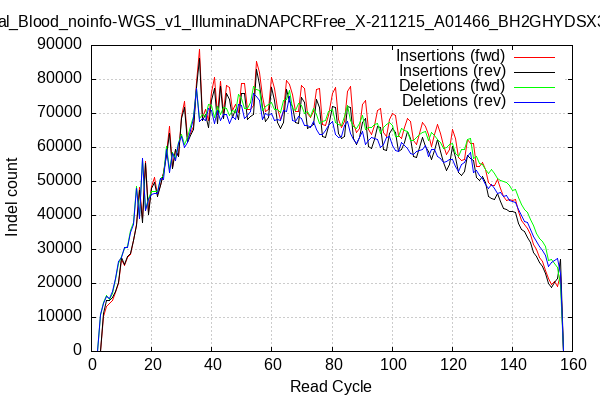 al_Blood_noinfo-WGS_v1_IlluminaDNAPCRFree_X-211215_A01466_BH2GHYDSX3
90000
80000
70000
60000
50000
40000
30000
20000
10000
0
Indel count
Insertions (fwd)
Insertions (rev)
Deletions (fwd)
Deletions (rev)
0 20 40 60 80 100 120 140 160
Read Cycle